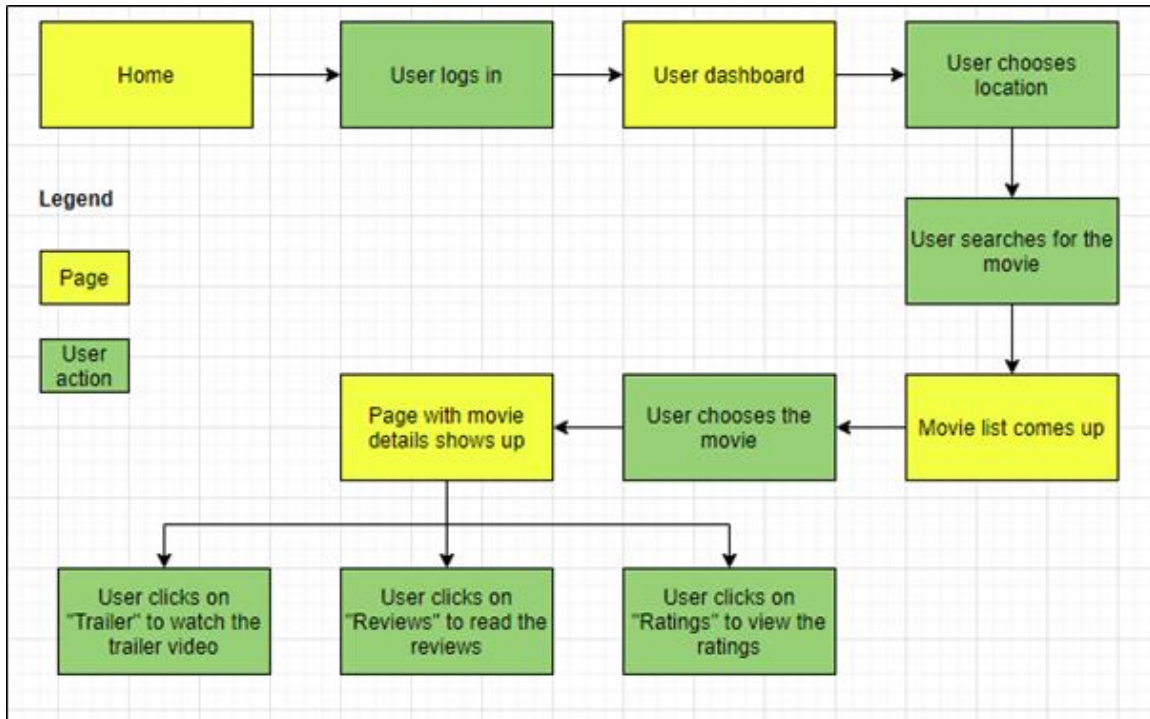 Home
User logs in
User dashboard
User chooses
location
Legend
Page
User
action
User searches for the
movie
Movie list comes up
User chooses the
movie
Page with movie
details shows up
User clicks on
"Trailer" to watch the
trailer video
User clicks on
"Reviews" to read the
reviews
User clicks on
"Ratings" to view the
ratings